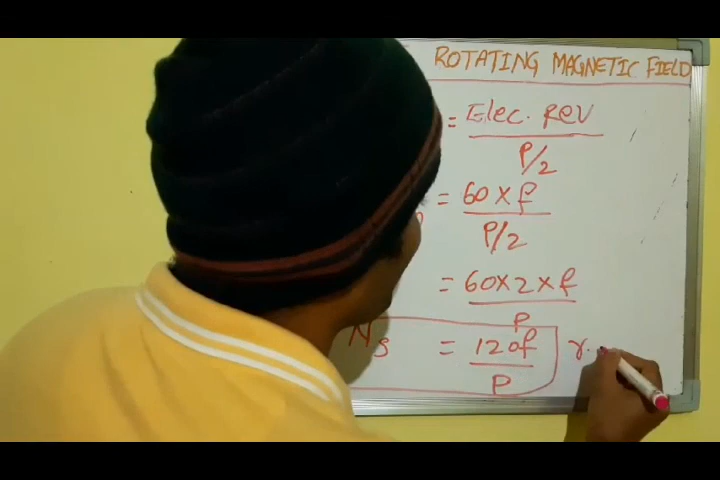 ROTATING MAGNETIC FIELD
= Elec. Rev
P/2
= 60 x f
P/2
= 60 x 2 x f
P
Ns = 120f r.
P